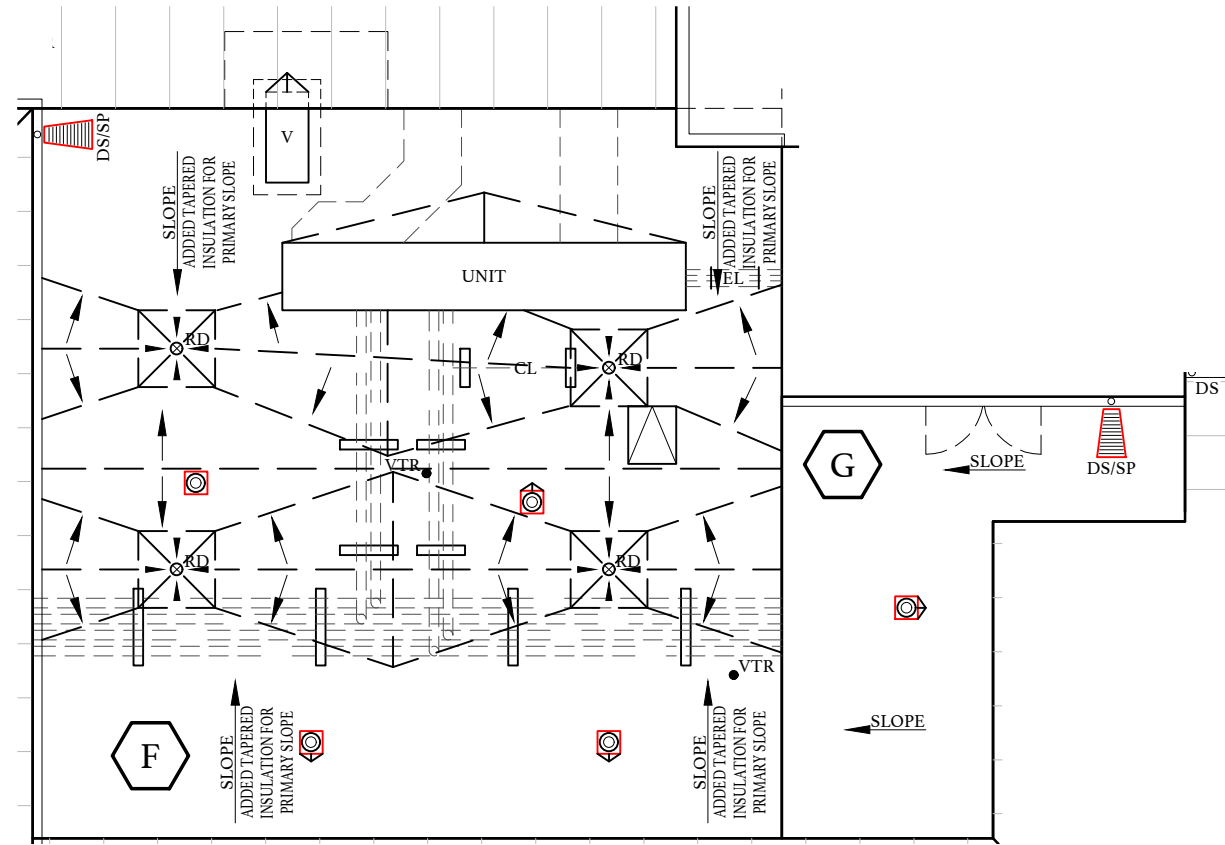 DS/SP
V
SLOPE
ADDED TAPERED
INSULATION FOR
PRIMARY SLOPE
SLOPE
ADDED TAPERED
INSULATION FOR
PRIMARY SLOPE
UNIT
EL
RD
CL
RD
DS
VTR
G
SLOPE
DS/SP
RD
RD
VTR
SLOPE
F
SLOPE
ADDED TAPERED
INSULATION FOR
PRIMARY SLOPE
SLOPE
ADDED TAPERED
INSULATION FOR
PRIMARY SLOPE